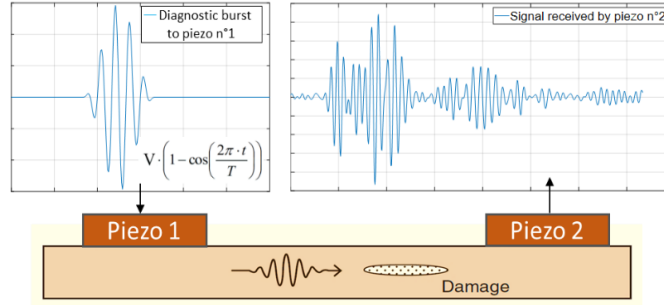 Diagnostic burst
to piezo n°1
Signal received by piezo n°2
V·(1−cos(2π·t/T))
Piezo 1
Piezo 2
Damage